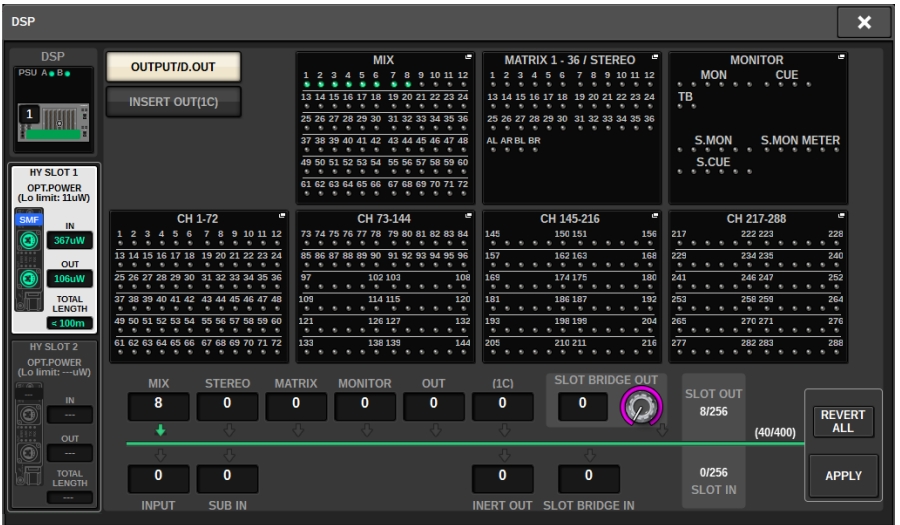 DSP
DSP
PSU A B
1
HY SLOT 1
OPT.POWER
(Lo limit: 11uW)
SMF
IN
367uW
OUT
106uW
TOTAL
LENGTH
< 100m
HY SLOT 2
OPT.POWER
(Lo limit: ---uW)
IN
---
OUT
---
TOTAL
LENGTH
---
OUTPUT/D.OUT
INSERT OUT(1C)
MIX
1 2 3 4 5 6 7 8 9 10 11 12
13 14 15 16 17 18 19 20 21 22 23 24
25 26 27 28 29 30 31 32 33 34 35 36
37 38 39 40 41 42 43 44 45 46 47 48
49 50 51 52 53 54 55 56 57 58 59 60
61 62 63 64 65 66 67 68 69 70 71 72
MATRIX 1 - 36 / STEREO
1 2 3 4 5 6 7 8 9 10 11 12
13 14 15 16 17 18 19 20 21 22 23 24
25 26 27 28 29 30 31 32 33 34 35 36
AL AR BL BR
MONITOR
MON CUE
TB
S.MON S.MON METER
S.CUE
CH 1-72
1 2 3 4 5 6 7 8 9 10 11 12
13 14 15 16 17 18 19 20 21 22 23 24
25 26 27 28 29 30 31 32 33 34 35 36
37 38 39 40 41 42 43 44 45 46 47 48
49 50 51 52 53 54 55 56 57 58 59 60
61 62 63 64 65 66 67 68 69 70 71 72
CH 73-144
73 74 75 76 77 78 79 80 81 82 83 84
85 86 87 88 89 90 91 92 93 94 95 96
97 102 103 108
109 114 115 120
121 126 127 132
133 138 139 144
CH 145-216
145 150 151 156
157 162 163 168
169 174 175 180
181 186 187 192
193 198 199 204
205 210 211 216
CH 217-288
217 222 223 228
229 234 235 240
241 246 247 252
253 258 259 264
265 270 271 276
277 282 283 288
MIX STEREO MATRIX MONITOR OUT (1C) SLOT BRIDGE OUT
8 0 0 0 0 0 0
SLOT OUT
8/256
(40/400)
0 0 0 0
INPUT SUB IN INERT OUT SLOT BRIDGE IN
0/256
SLOT IN
REVERT
ALL
APPLY